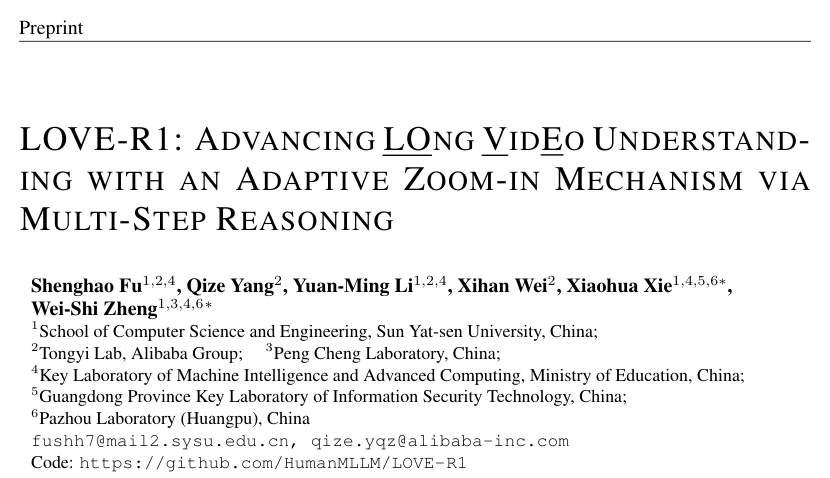 Preprint
LOVE-R1: ADVANCING LONG VIDEO UNDERSTAND-
ING WITH AN ADAPTIVE ZOOM-IN MECHANISM VIA
MULTI-STEP REASONING
Shenghao Fu1,2,4, Qize Yang2, Yuan-Ming Li1,2,4, Xihan Wei2, Xiaohua Xie1,4,5,6∗,
Wei-Shi Zheng1,3,4,6∗
1School of Computer Science and Engineering, Sun Yat-sen University, China;
2Tongyi Lab, Alibaba Group; 3Peng Cheng Laboratory, China;
4Key Laboratory of Machine Intelligence and Advanced Computing, Ministry of Education, China;
5Guangdong Province Key Laboratory of Information Security Technology, China;
6Pazhou Laboratory (Huangpu), China
fushh7@mail2.sysu.edu.cn, qize.yqz@alibaba-inc.com
Code: https://github.com/HumanMLLM/LOVE-R1